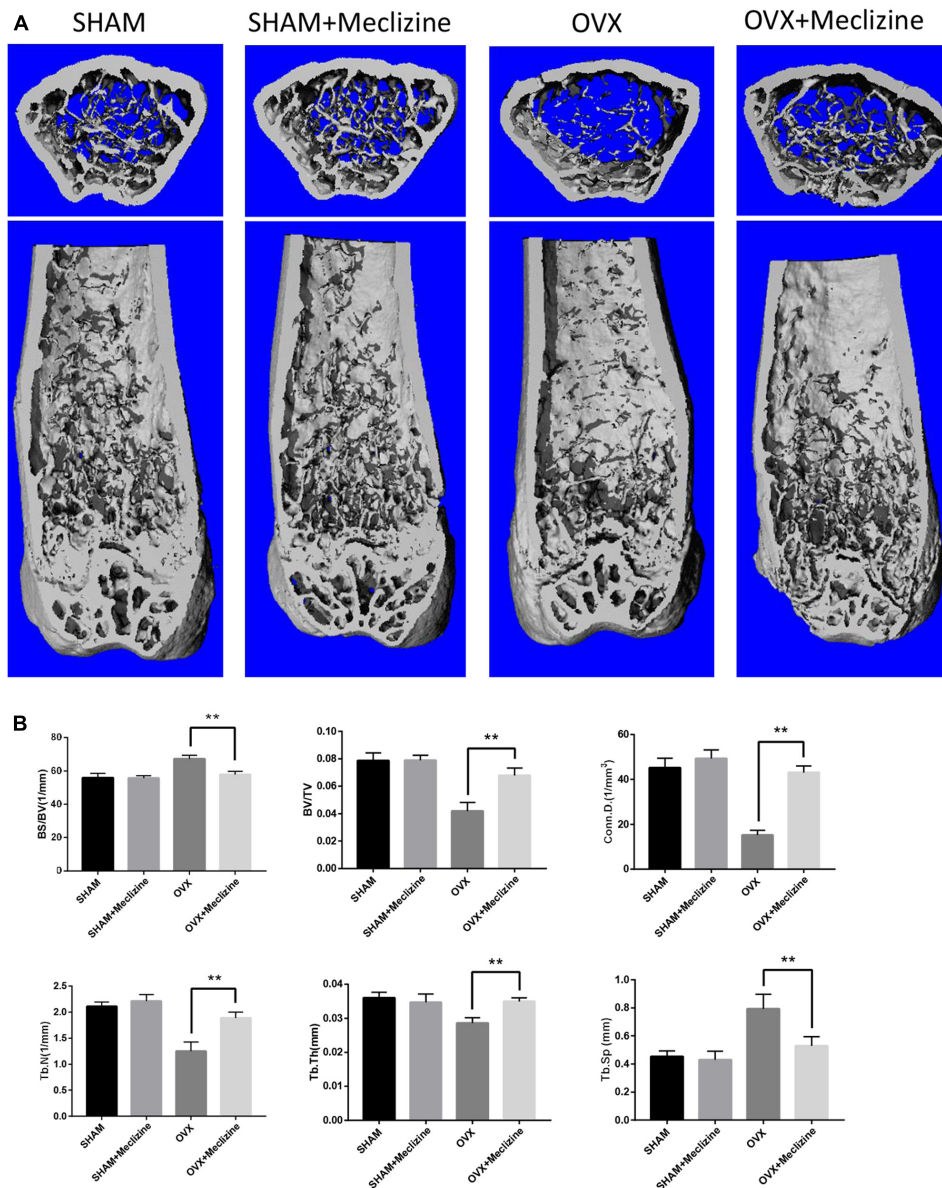 A SHAM SHAM+Meclizine OVX OVX+Meclizine
B
**
80
60
40
20
0
BS/BV(1/mm)
SHAM
SHAM+Meclizine
OVX
OVX+Meclizine
**
0.10
0.08
0.06
0.04
0.02
0.00
BV/TV
SHAM
SHAM+Meclizine
OVX
OVX+Meclizine
**
60
40
20
0
Conn.D.(1/mm³)
SHAM
SHAM+Meclizine
OVX
OVX+Meclizine
**
2.5
2.0
1.5
1.0
0.5
0.0
Tb.N(1/mm)
SHAM
SHAM+Meclizine
OVX
OVX+Meclizine
**
0.04
0.03
0.02
0.01
0.00
Tb.Th(mm)
SHAM
SHAM+Meclizine
OVX
OVX+Meclizine
**
1.0
0.8
0.6
0.4
0.2
0.0
Tb.Sp (mm)
SHAM
SHAM+Meclizine
OVX
OVX+Meclizine